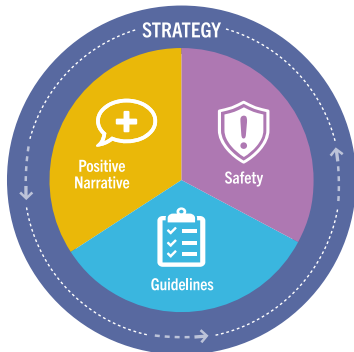 STRATEGY
Positive
Narrative
Safety
Guidelines